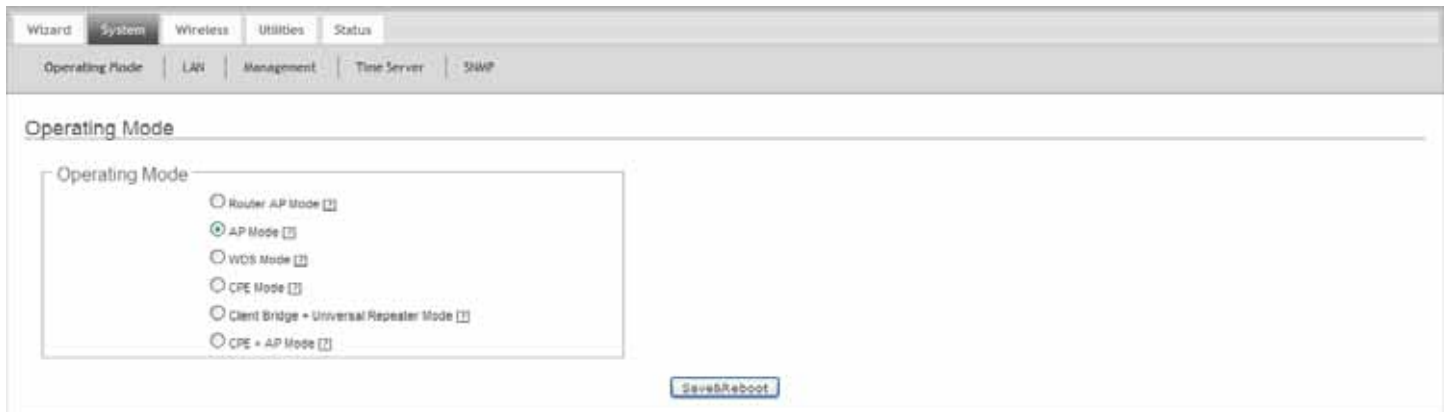 Wizard System Wireless Utilities Status
Operating Mode LAN Management Time Server SNMP
Operating Mode
Operating Mode
Router AP Mode [?]
AP Mode [?]
WDS Mode [?]
CPE Mode [?]
Client Bridge + Universal Repeater Mode [?]
CPE + AP Mode [?]
Save&Reboot